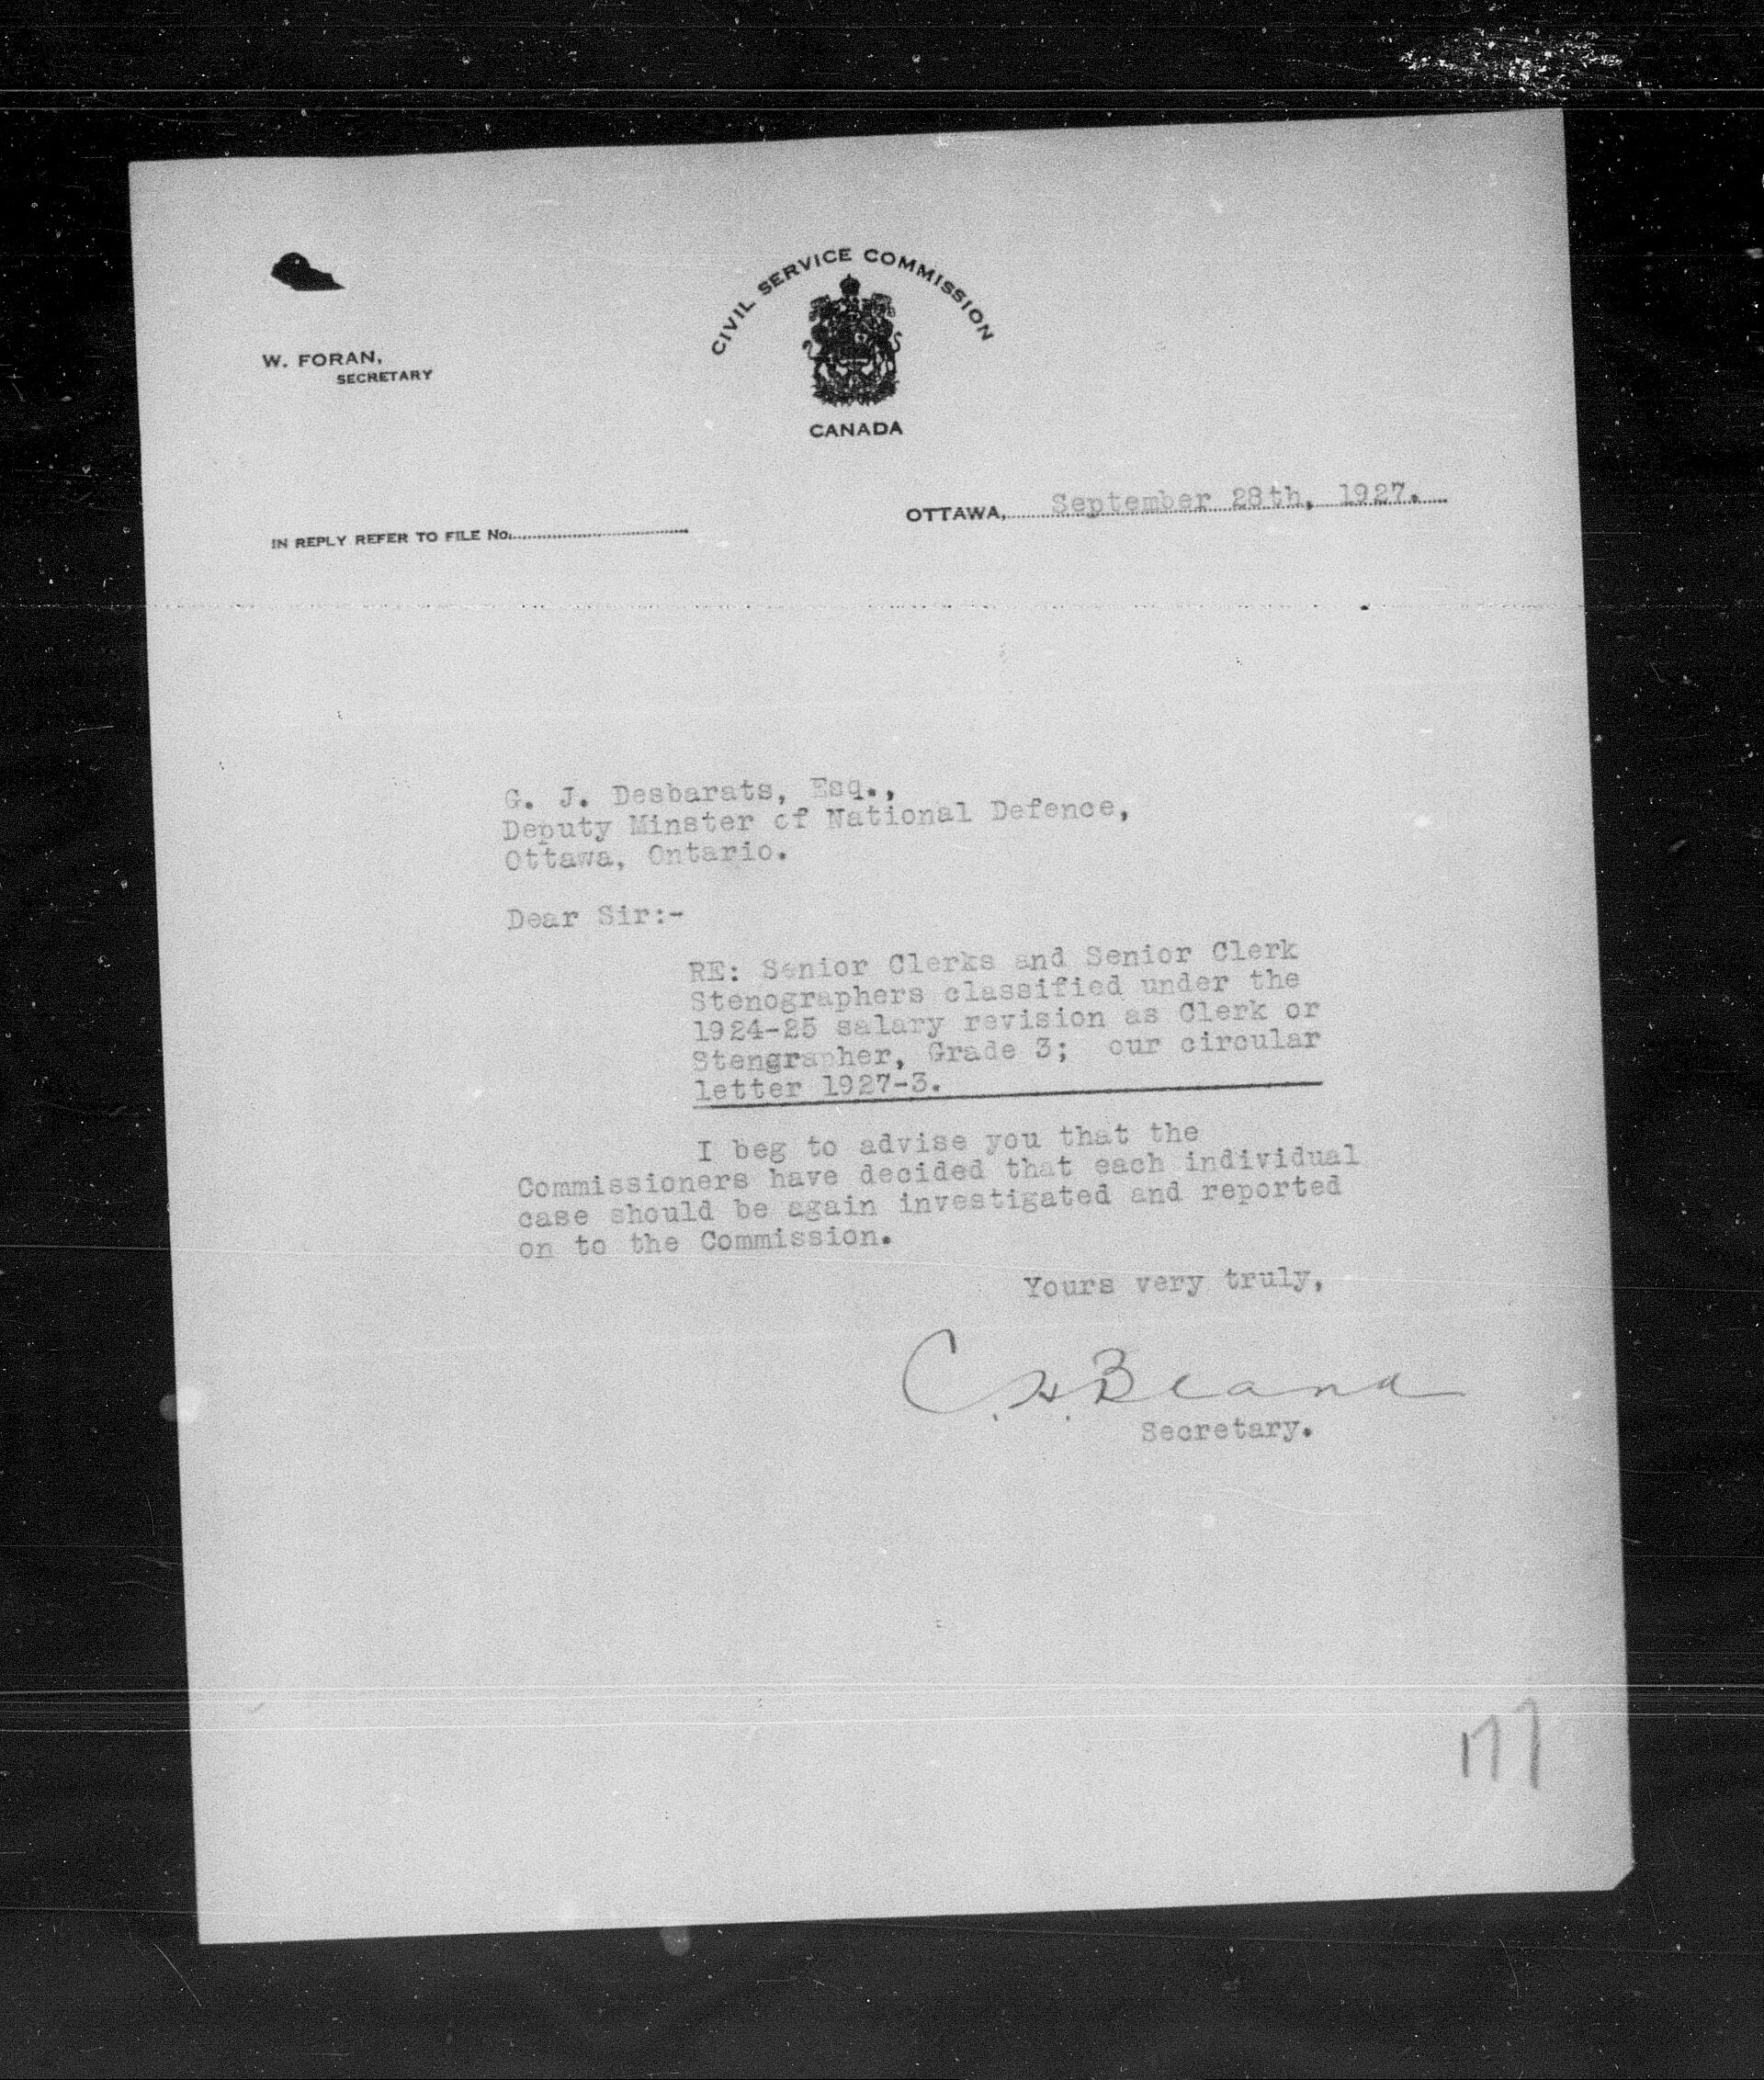 CIVIL SERVICE COMMISSION
CANADA
W. FORAN,
SECRETARY
OTTAWA, September 28th, 1927.
IN REPLY REFER TO FILE No.
G. J. Desbarats, Esq.,
Deputy Minster of National Defence,
Ottawa, Ontario.
Dear Sir:-
RE: Senior Clerks and Senior Clerk
Stenographers classified under the
1924-25 salary revision as Clerk or
Stengrapher, Grade 3; our circular
letter 1927-3.
I beg to advise you that the
Commissioners have decided that each individual
case should be again investigated and reported
on to the Commission.
Yours very truly,
C. H. Bland
Secretary.